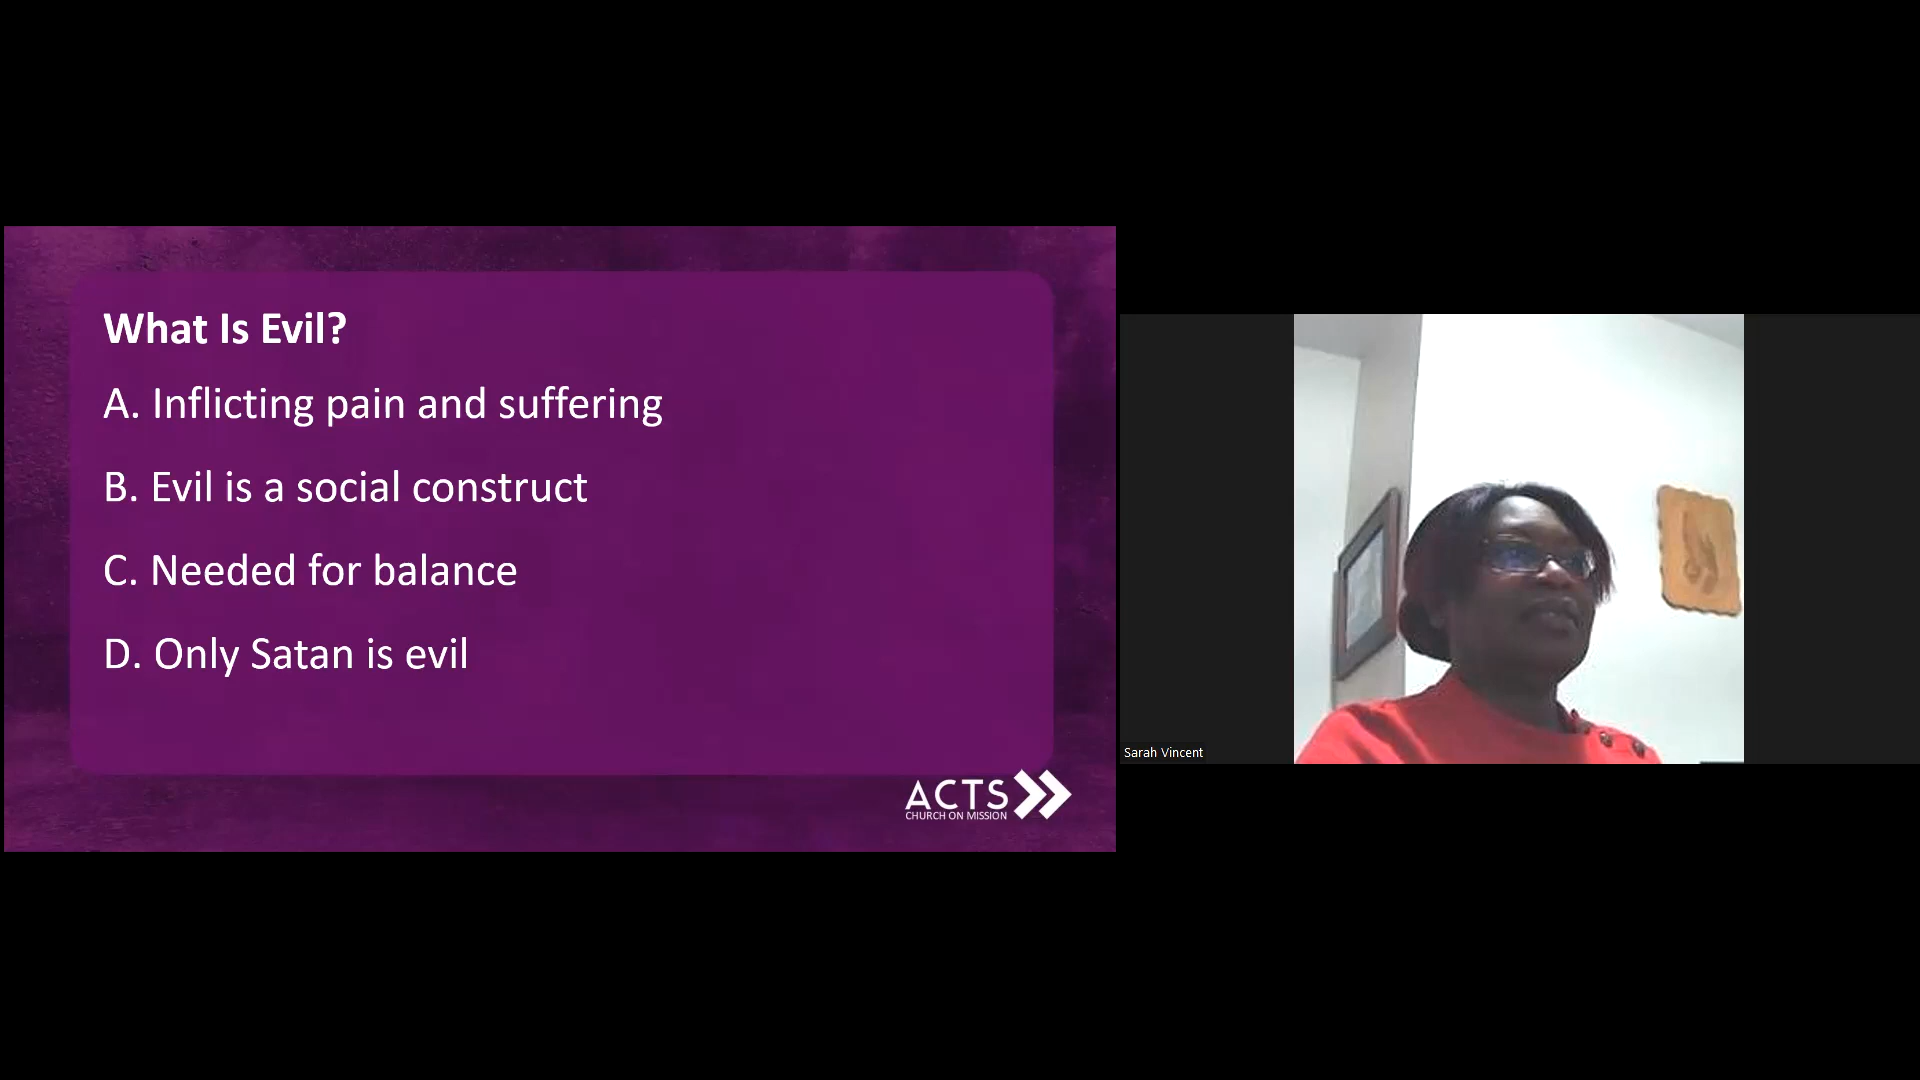 What Is Evil?
A. Inflicting pain and suffering
B. Evil is a social construct
C. Needed for balance
D. Only Satan is evil
ACTS
CHURCH ON MISSION
Sarah Vincent